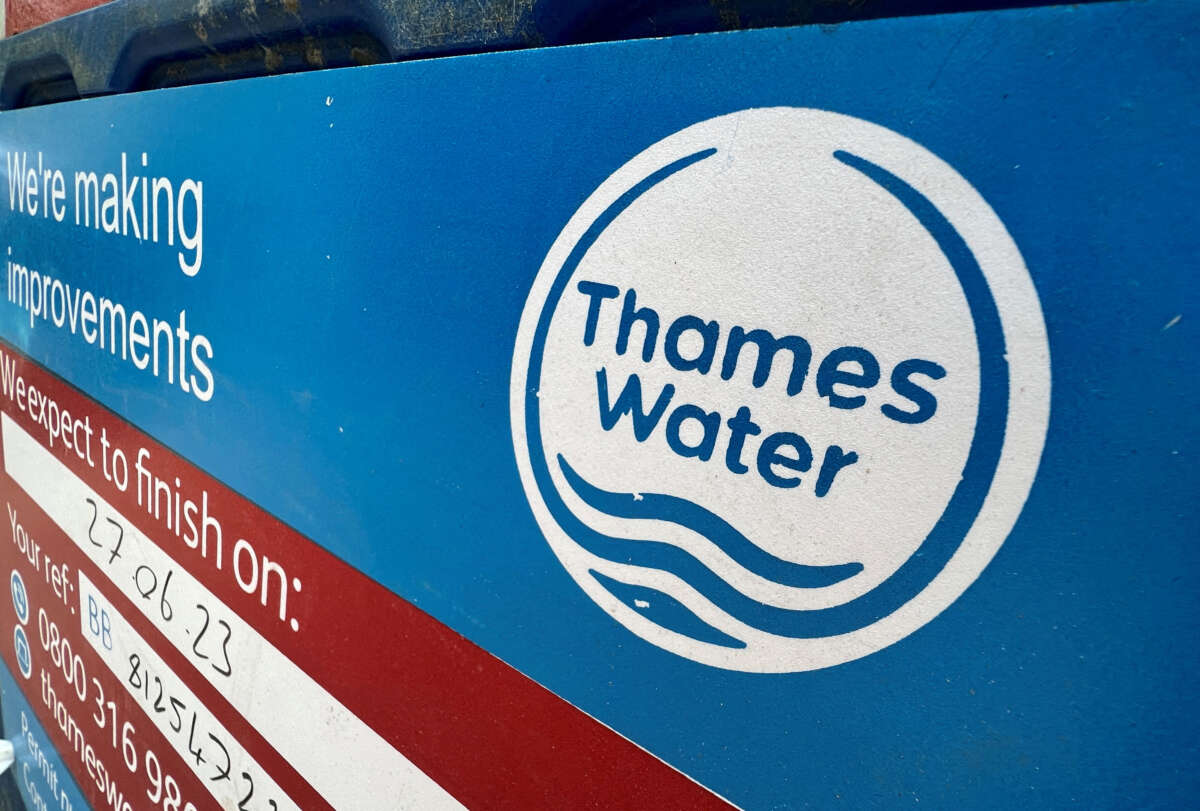 We're making
improvements
Thames
Water
We expect to finish on:
27.06.23
Your ref:
BB
0800 316
Permit